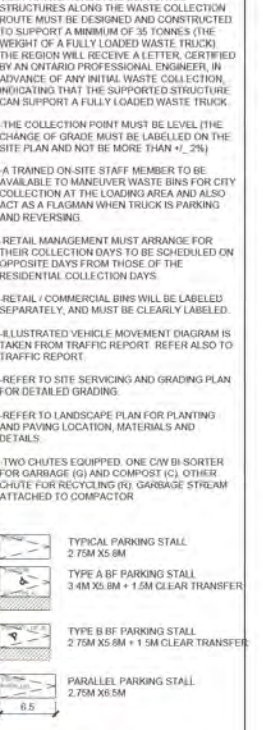 STRUCTURES ALONG THE WASTE COLLECTION
ROUTE MUST BE DESIGNED AND CONSTRUCTED
TO SUPPORT A MINIMUM OF 35 TONNES (THE
WEIGHT OF A FULLY LOADED WASTE TRUCK)
THE REGION WILL RECEIVE A LETTER, CERTIFIED
BY AN ONTARIO PROFESSIONAL ENGINEER, IN
ADVANCE OF ANY INITIAL WASTE COLLECTION,
INDICATING THAT THE SUPPORTED STRUCTURE
CAN SUPPORT A FULLY LOADED WASTE TRUCK.
-THE COLLECTION POINT MUST BE LEVEL (THE
CHANGE OF GRADE MUST BE LABELLED ON THE
SITE PLAN AND NOT BE MORE THAN +/_ 2%)
-A TRAINED ON-SITE STAFF MEMBER TO BE
AVAILABLE TO MANEUVER WASTE BINS FOR CITY
COLLECTION AT THE LOADING AREA AND ALSO
ACT AS A FLAGMAN WHEN TRUCK IS PARKING
AND REVERSING.
-RETAIL MANAGEMENT MUST ARRANGE FOR
THEIR COLLECTION DAYS TO BE SCHEDULED ON
OPPOSITE DAYS FROM THOSE OF THE
RESIDENTIAL COLLECTION DAYS.
-RETAIL / COMMERCIAL BINS WILL BE LABELED
SEPARATELY, AND MUST BE CLEARLY LABELED.
-ILLUSTRATED VEHICLE MOVEMENT DIAGRAM IS
TAKEN FROM TRAFFIC REPORT. REFER ALSO TO
TRAFFIC REPORT
-REFER TO SITE SERVICING AND GRADING PLAN
FOR DETAILED GRADING.
-REFER TO LANDSCAPE PLAN FOR PLANTING
AND PAVING LOCATION, MATERIALS AND
DETAILS
-TWO CHUTES EQUIPPED. ONE C/W BI-SORTER
FOR GARBAGE (G) AND COMPOST (C). OTHER
CHUTE FOR RECYCLING (R). GARBAGE STREAM
ATTACHED TO COMPACTOR
TYPICAL PARKING STALL
2.75M X5.8M
TYPE A BF PARKING STALL
3.4M X5.8M + 1.5M CLEAR TRANSFER
TYPE B BF PARKING STALL
2.75M X5.8M + 1.5M CLEAR TRANSFER
PARALLEL PARKING STALL
2.75M X6.5M
6.5